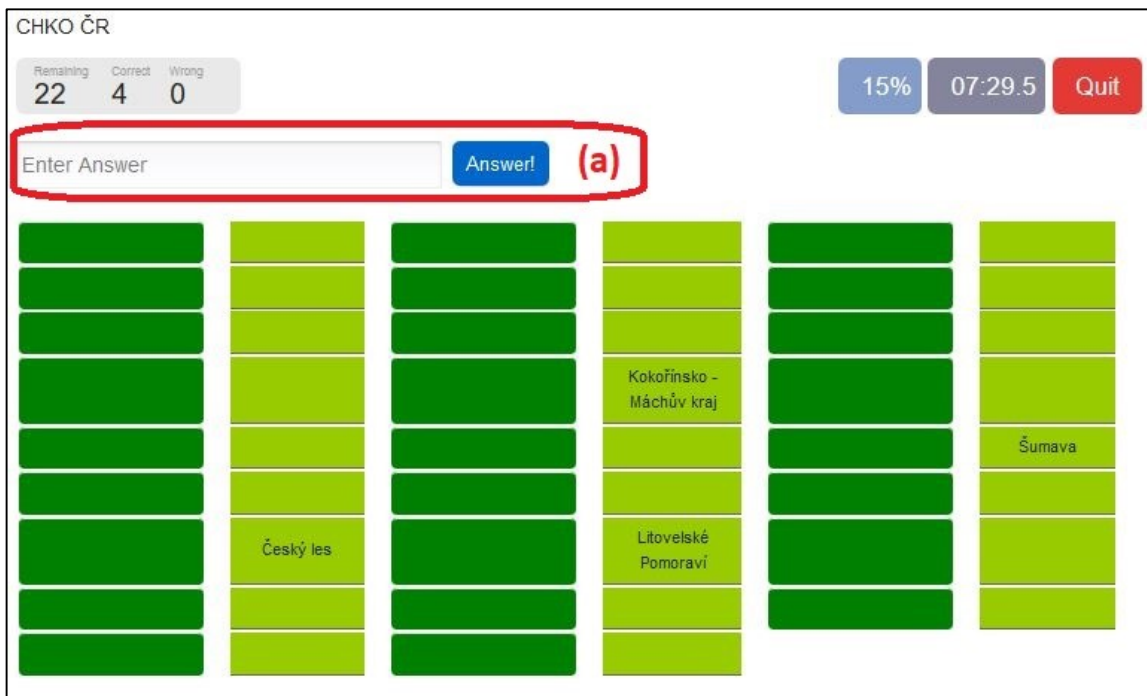 CHKO ČR
Remaining Correct Wrong
22 4 0
15% 07:29.5 Quit
Enter Answer Answer! (a)
Kokořínsko -
Máchův kraj
Šumava
Český les
Litovelské
Pomoraví